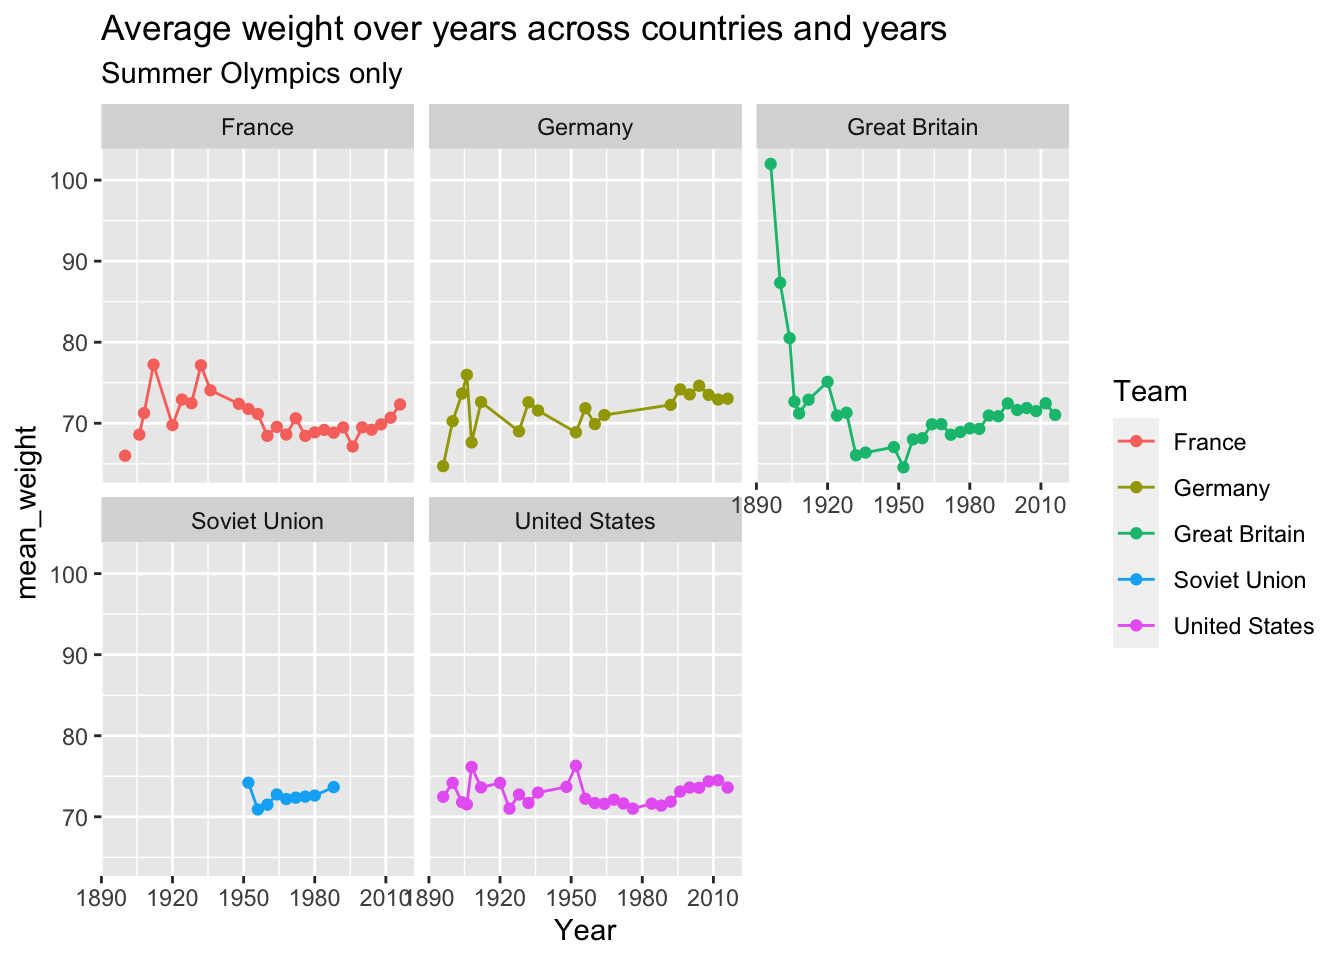 Average weight over years across countries and years
Summer Olympics only
France Germany Great Britain
100
90
80
70
1890 1920 1950 1980 2010
Soviet Union United States
100
90
80
70
1890 1920 1950 1980 2010 1890 1920 1950 1980 2010
Year
mean_weight
Team
France
Germany
Great Britain
Soviet Union
United States